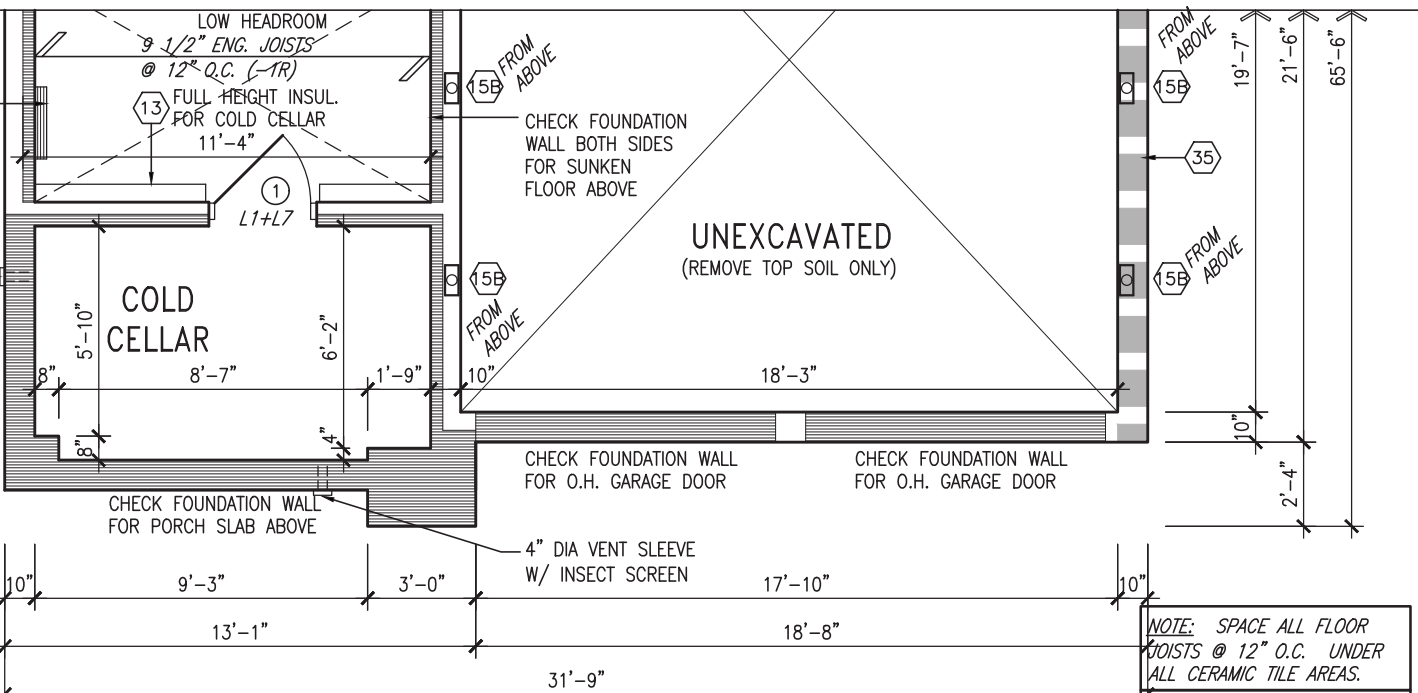 LOW HEADROOM
9 1/2" ENG. JOISTS
@ 12" O.C. (-1R)
13
FULL HEIGHT INSUL.
FOR COLD CELLAR
11'-4"
1
L1+L7
15B
FROM
ABOVE
CHECK FOUNDATION
WALL BOTH SIDES
FOR SUNKEN
FLOOR ABOVE
UNEXCAVATED
(REMOVE TOP SOIL ONLY)
15B
FROM
ABOVE
FROM
ABOVE
15B
35
15B
FROM
ABOVE
19'-7"
21'-6"
65'-6"
COLD
CELLAR
5'-10"
6'-2"
8"
8'-7"
1'-9"
10"
18'-3"
8"
4"
10"
2'-4"
CHECK FOUNDATION WALL
FOR PORCH SLAB ABOVE
CHECK FOUNDATION WALL
FOR O.H. GARAGE DOOR
CHECK FOUNDATION WALL
FOR O.H. GARAGE DOOR
4" DIA VENT SLEEVE
W/ INSECT SCREEN
10"
9'-3"
3'-0"
17'-10"
10"
13'-1"
18'-8"
31'-9"
NOTE: SPACE ALL FLOOR
JOISTS @ 12" O.C. UNDER
ALL CERAMIC TILE AREAS.